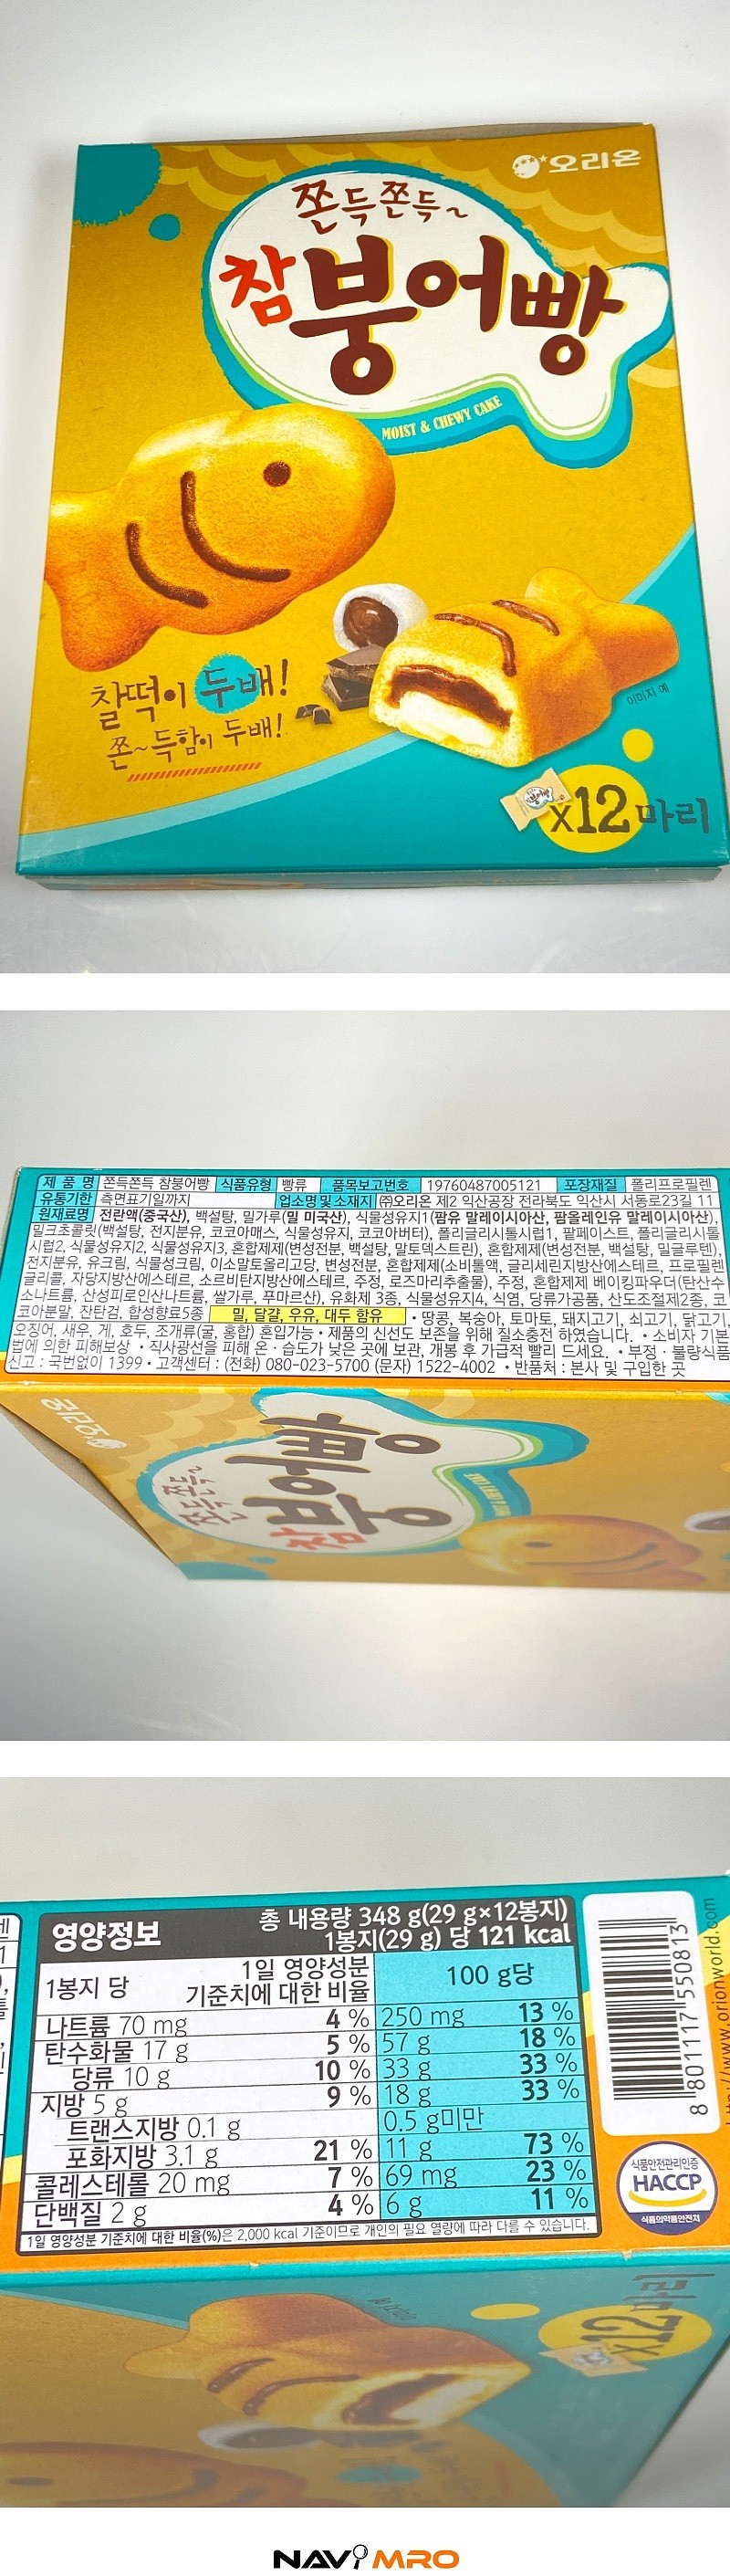 오리온
쫀득쫀득~
참붕어빵
MOIST & CHEWY CAKE
찰떡이 두배!
쫀~득함이 두배!
이미지 예
x12마리
제 품 명 쫀득쫀득 참붕어빵 식품유형 빵류 품목보고번호 19760487005121 포장재질 폴리프로필렌
유통기한 측면표기일까지 업소명및소재지 ㈜오리온 제2 익산공장 전라북도 익산시 서동로23길 11
원재료명 전란액(중국산), 백설탕, 밀가루(밀 미국산), 식물성유지1(팜유 말레이시아산, 팜올레인유 말레이시아산),
밀크초콜릿(백설탕, 전지분유, 코코아매스, 식물성유지, 코코아버터), 폴리글리시톨시럽1, 팥페이스트, 폴리글리시톨
시럽2, 식물성유지2, 식물성유지3, 혼합제제(변성전분, 백설탕, 말토덱스트린), 혼합제제(변성전분, 백설탕, 밀글루텐),
전지분유, 유크림, 식물성크림, 이소말토올리고당, 변성전분, 혼합제제(소비톨액, 글리세린지방산에스테르, 프로필렌
글리콜, 자당지방산에스테르, 소르비탄지방산에스테르, 주정, 로즈마리추출물), 주정, 혼합제제 베이킹파우더(탄산수
소나트륨, 산성피로인산나트륨, 쌀가루, 푸마르산), 유화제 3종, 식물성유지4, 식염, 당류가공품, 산도조절제2종, 코
코아분말, 잔탄검, 합성향료5종 밀, 달걀, 우유, 대두 함유 • 땅콩, 복숭아, 토마토, 돼지고기, 쇠고기, 닭고기,
오징어, 새우, 게, 호두, 조개류(굴, 홍합) 혼입가능 • 제품의 신선도 보존을 위해 질소충전 하였습니다. • 소비자 기본
법에 의한 피해보상 • 직사광선을 피해 온 · 습도가 낮은 곳에 보관, 개봉 후 가급적 빨리 드세요. • 부정 · 불량식품
신고 : 국번없이 1399 • 고객센터 : (전화) 080-023-5700 (문자) 1522-4002 • 반품처 : 본사 및 구입한 곳
오리온
쫀득쫀득~
참붕어빵
영양정보
총 내용량 348 g(29 g×12봉지)
1봉지(29 g) 당 121 kcal
1봉지 당 1일 영양성분 기준치에 대한 비율 100 g당
나트륨 70 mg 4 % 250 mg 13 %
탄수화물 17 g 5 % 57 g 18 %
당류 10 g 10 % 33 g 33 %
지방 5 g 9 % 18 g 33 %
트랜스지방 0.1 g 0.5 g미만
포화지방 3.1 g 21 % 11 g 73 %
콜레스테롤 20 mg 7 % 69 mg 23 %
단백질 2 g 4 % 6 g 11 %
1일 영양성분 기준치에 대한 비율(%)은 2,000 kcal 기준이므로 개인의 필요 열량에 따라 다를 수 있습니다.
8 801117 550813
www.orionworld.com
식품안전관리인증
HACCP
식품의약품안전처
x12마리
NAVIMRO